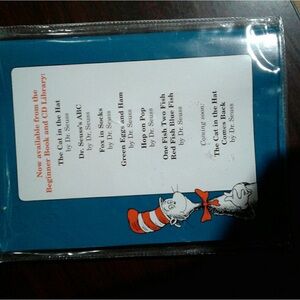 Now available from the
Beginner Book and CD Library:
The Cat in the Hat
by Dr. Seuss
Dr. Seuss's ABC
by Dr. Seuss
Fox in Socks
by Dr. Seuss
Green Eggs and Ham
by Dr. Seuss
Hop on Pop
by Dr. Seuss
One Fish Two Fish
Red Fish Blue Fish
by Dr. Seuss
Coming soon:
The Cat in the Hat
Comes Back
by Dr. Seuss